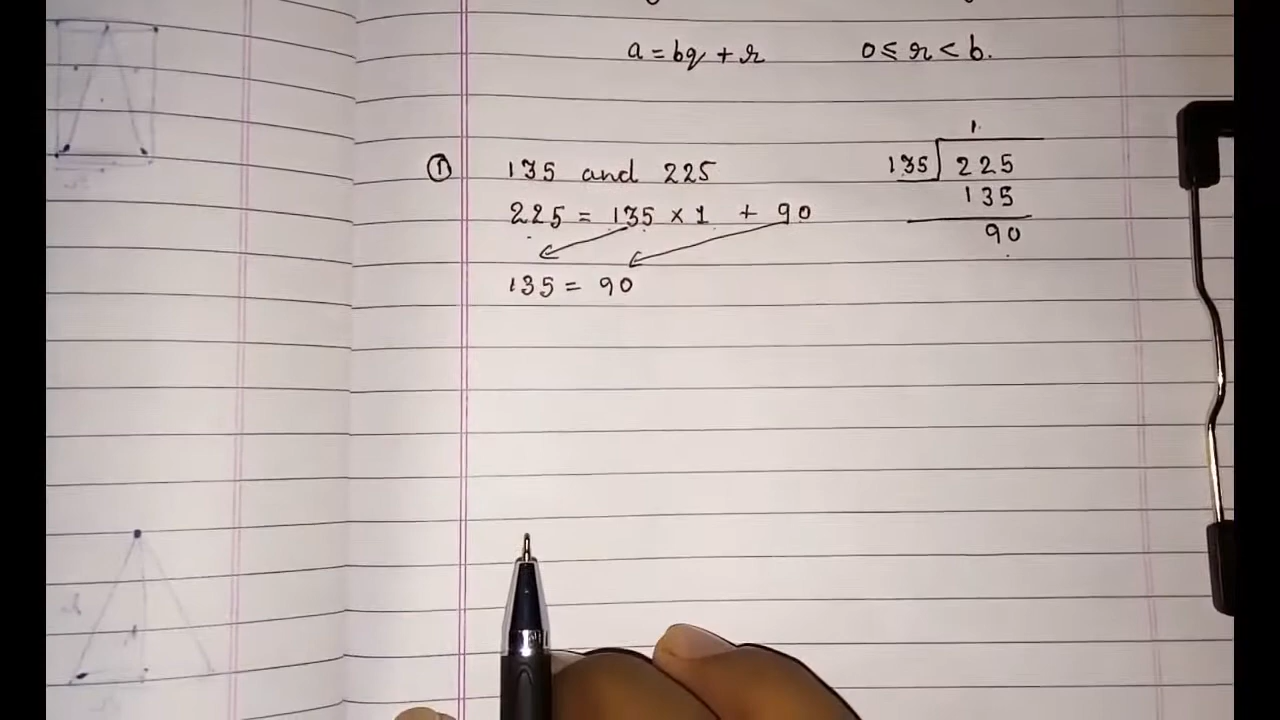 a = bq + r 0 ≤ r < b.
① 135 and 225
225 = 135 × 1 + 90
135 = 90
1
135 225
135
90